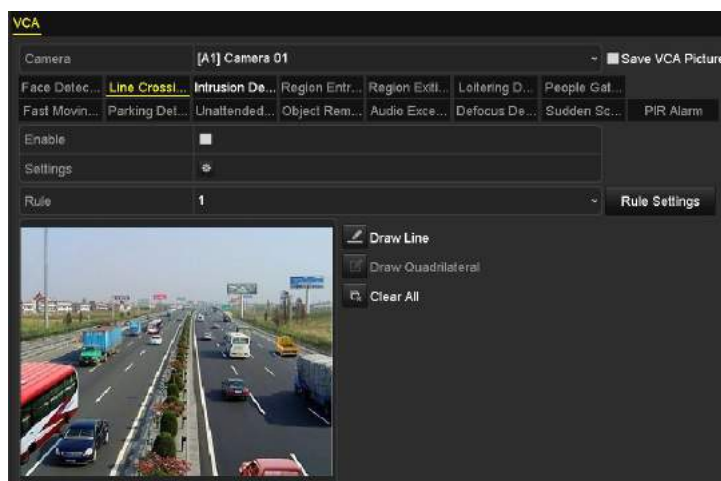 VCA
Camera [A1] Camera 01 Save VCA Picture
Face Detec... Line Crossi... Intrusion De... Region Entr... Region Exiti... Loitering D... People Gat...
Fast Movin... Parking Det... Unattended... Object Rem... Audio Exce... Defocus De... Sudden Sc... PIR Alarm
Enable
Settings
Rule 1 Rule Settings
Draw Line
Draw Quadrilateral
Clear All